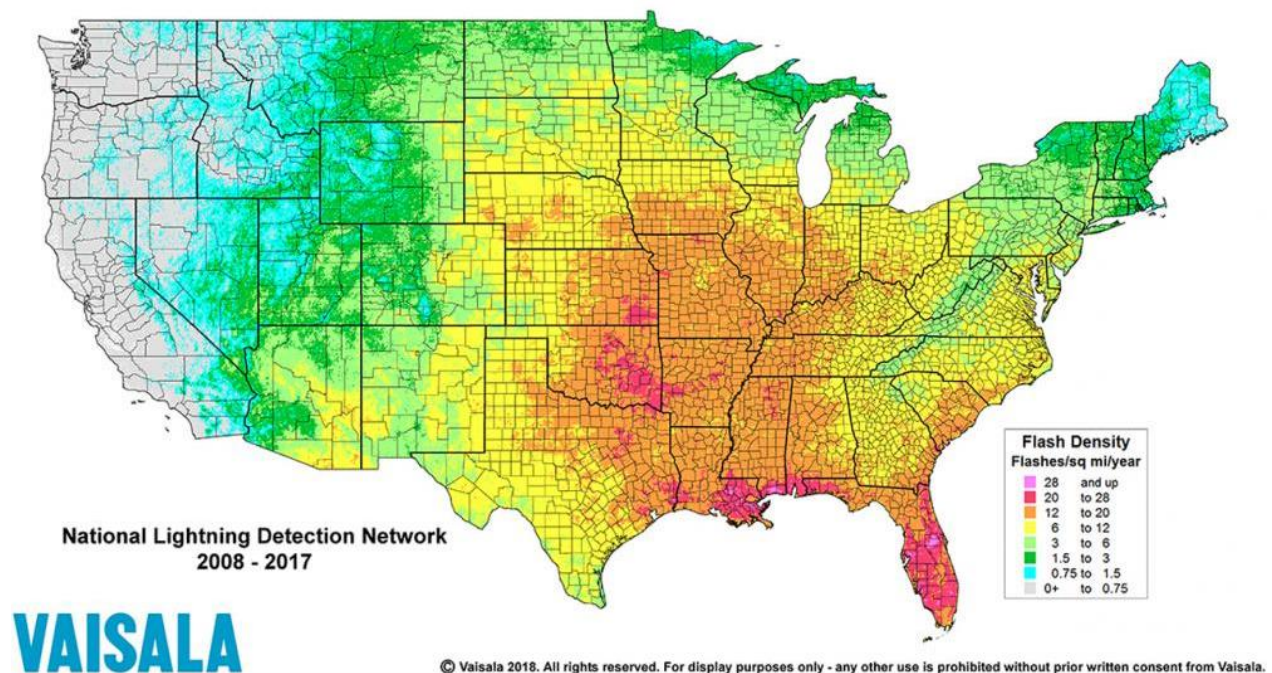 National Lightning Detection Network
2008 - 2017
Flash Density
Flashes/sq mi/year
28 and up
20 to 28
12 to 20
6 to 12
3 to 6
1.5 to 3
0.75 to 1.5
0+ to 0.75
VAISALA
© Vaisala 2018. All rights reserved. For display purposes only - any other use is prohibited without prior written consent from Vaisala.